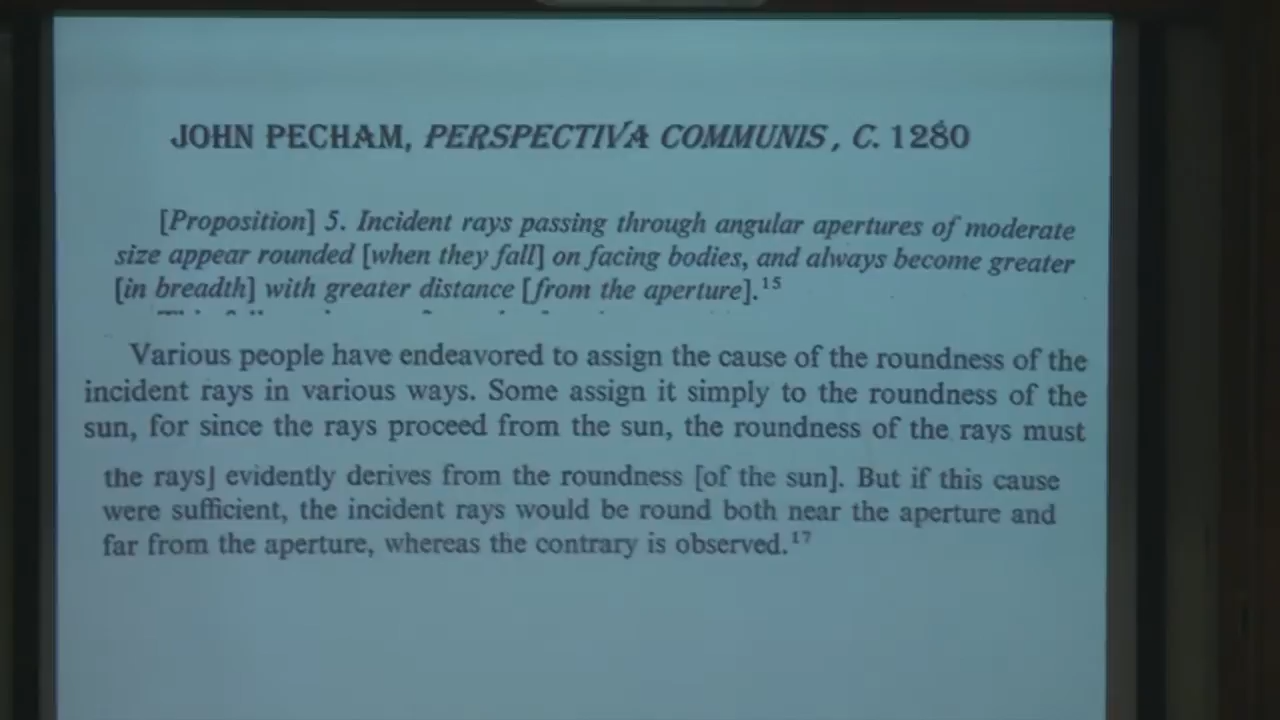 JOHN PECHAM, PERSPECTIVA COMMUNIS, C. 1280
[Proposition] 5. Incident rays passing through angular apertures of moderate
size appear rounded [when they fall] on facing bodies, and always become greater
[in breadth] with greater distance [from the aperture].15
Various people have endeavored to assign the cause of the roundness of the
incident rays in various ways. Some assign it simply to the roundness of the
sun, for since the rays proceed from the sun, the roundness of the rays must
the rays] evidently derives from the roundness [of the sun]. But if this cause
were sufficient, the incident rays would be round both near the aperture and
far from the aperture, whereas the contrary is observed.17